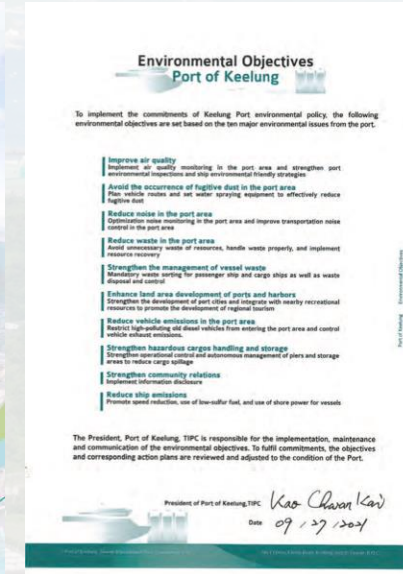 Environmental Objectives
Port of Keelung
To implement the commitments of Keelung Port environmental policy, the following
environmental objectives are set based on the ten major environmental issues from the port.
Improve air quality
Implement air quality monitoring in the port area and strengthen port
environmental inspections and ship environmental friendly strategies
Avoid the occurrence of fugitive dust in the port area
Plan vehicle routes and set water spraying equipment to effectively reduce
fugitive dust
Reduce noise in the port area
Optimization noise monitoring in the port area and improve transportation noise
control in the port area
Reduce waste in the port area
Avoid unnecessary waste of resources, handle waste properly, and implement
resource recovery
Strengthen the management of vessel waste
Mandatory waste sorting for passenger ship and cargo ships as well as waste
disposal and control
Enhance land area development of ports and harbors
Strengthen the development of port cities and integrate with nearby recreational
resources to promote the development of regional tourism
Reduce vehicle emissions in the port area
Restrict high-polluting old diesel vehicles from entering the port area and control
vehicle exhaust emissions.
Strengthen hazardous cargos handling and storage
Strengthen operational control and autonomous management of piers and storage
areas to reduce cargo spillage
Strengthen community relations
Implement information disclosure
Reduce ship emissions
Promote speed reduction, use of low-sulfur fuel, and use of shore power for vessels
The President, Port of Keelung, TIPC is responsible for the implementation, maintenance
and communication of the environmental objectives. To fulfil commitments, the objectives
and corresponding action plans are reviewed and adjusted to the condition of the Port.
President of Port of Keelung,TIPC Kao Chwan Kai
Date 09/27/2021
Port of Keelung Environmental Objectives